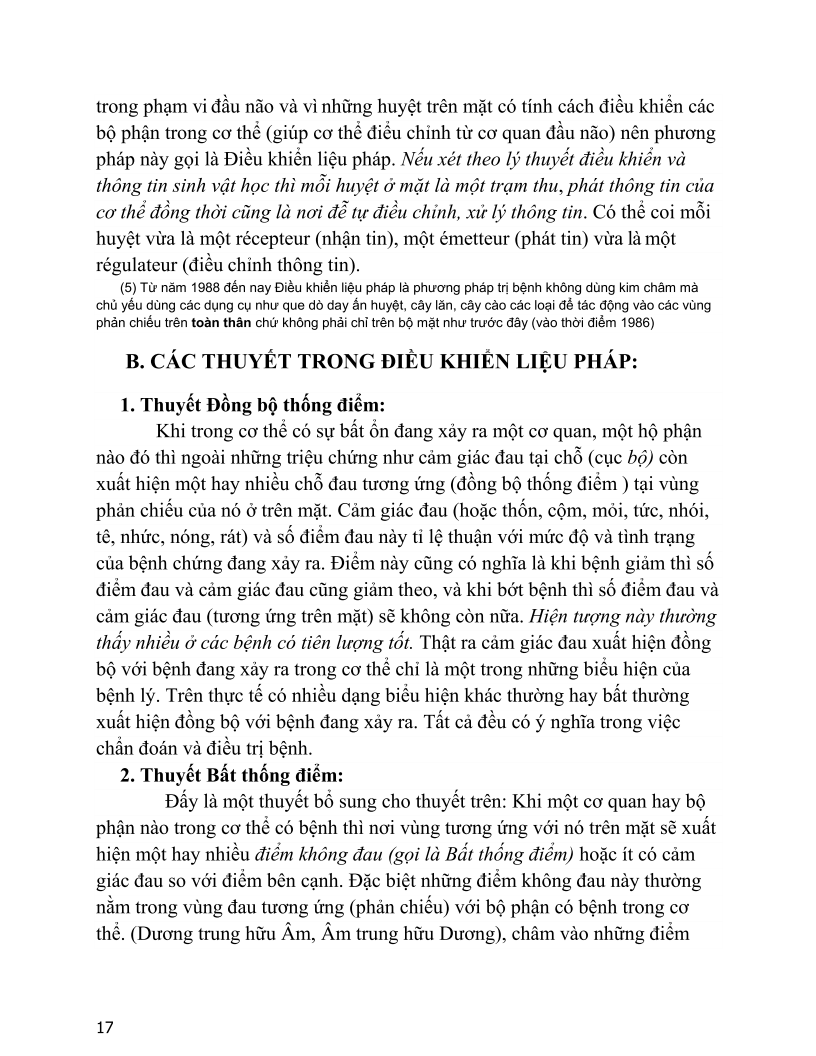 trong phạm vi đầu não và vì những huyệt trên mặt có tính cách điều khiển các
bộ phận trong cơ thể (giúp cơ thể điểu chỉnh từ cơ quan đầu não) nên phương
pháp này gọi là Điều khiển liệu pháp. Nếu xét theo lý thuyết điều khiển và
thông tin sinh vật học thì mỗi huyệt ở mặt là một trạm thu, phát thông tin của
cơ thể đồng thời cũng là nơi đễ tự điều chỉnh, xử lý thông tin. Có thể coi mỗi
huyệt vừa là một récepteur (nhận tin), một émetteur (phát tin) vừa là một
régulateur (điều chỉnh thông tin).
(5) Từ năm 1988 đến nay Điều khiển liệu pháp là phương pháp trị bệnh không dùng kim châm mà
chủ yếu dùng các dụng cụ như que dò day ấn huyệt, cây lăn, cây cào các loại để tác động vào các vùng
phản chiếu trên toàn thân chứ không phải chỉ trên bộ mặt như trước đây (vào thời điểm 1986)
B. CÁC THUYẾT TRONG ĐIỀU KHIỂN LIỆU PHÁP:
1. Thuyết Đồng bộ thống điểm:
Khi trong cơ thể có sự bất ổn đang xảy ra một cơ quan, một hộ phận
nào đó thì ngoài những triệu chứng như cảm giác đau tại chỗ (cục bộ) còn
xuất hiện một hay nhiều chỗ đau tương ứng (đồng bộ thống điểm ) tại vùng
phản chiếu của nó ở trên mặt. Cảm giác đau (hoặc thốn, cộm, mỏi, tức, nhói,
tê, nhức, nóng, rát) và số điểm đau này tỉ lệ thuận với mức độ và tình trạng
của bệnh chứng đang xảy ra. Điểm này cũng có nghĩa là khi bệnh giảm thì số
điểm đau và cảm giác đau cũng giảm theo, và khi bớt bệnh thì số điểm đau và
cảm giác đau (tương ứng trên mặt) sẽ không còn nữa. Hiện tượng này thường
thấy nhiều ở các bệnh có tiên lượng tốt. Thật ra cảm giác đau xuất hiện đồng
bộ với bệnh đang xảy ra trong cơ thể chỉ là một trong những biểu hiện của
bệnh lý. Trên thực tế có nhiều dạng biểu hiện khác thường hay bất thường
xuất hiện đồng bộ với bệnh đang xảy ra. Tất cả đều có ý nghĩa trong việc
chẩn đoán và điều trị bệnh.
2. Thuyết Bất thống điểm:
Đấy là một thuyết bổ sung cho thuyết trên: Khi một cơ quan hay bộ
phận nào trong cơ thể có bệnh thì nơi vùng tương ứng với nó trên mặt sẽ xuất
hiện một hay nhiều điểm không đau (gọi là Bất thống điểm) hoặc ít có cảm
giác đau so với điểm bên cạnh. Đặc biệt những điểm không đau này thường
nằm trong vùng đau tương ứng (phản chiếu) với bộ phận có bệnh trong cơ
thể. (Dương trung hữu Âm, Âm trung hữu Dương), châm vào những điểm
17